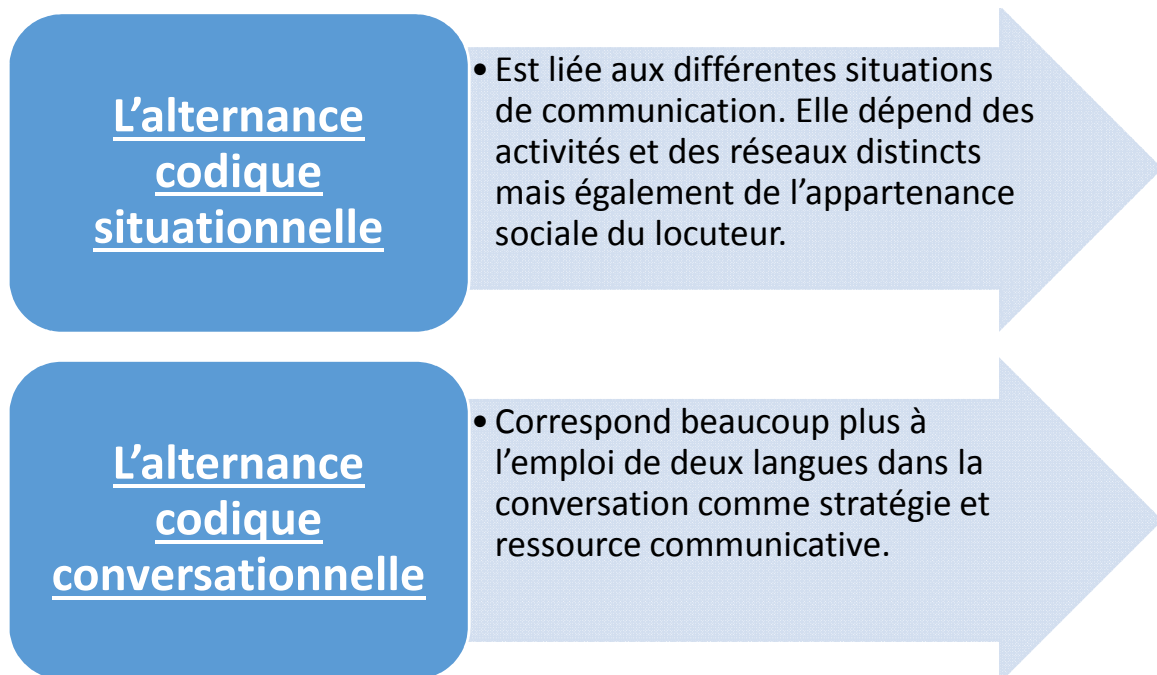 L’alternance
codique
situationnelle
• Est liée aux différentes situations
de communication. Elle dépend des
activités et des réseaux distincts
mais également de l’appartenance
sociale du locuteur.
L’alternance
codique
conversationnelle
• Correspond beaucoup plus à
l’emploi de deux langues dans la
conversation comme stratégie et
ressource communicative.